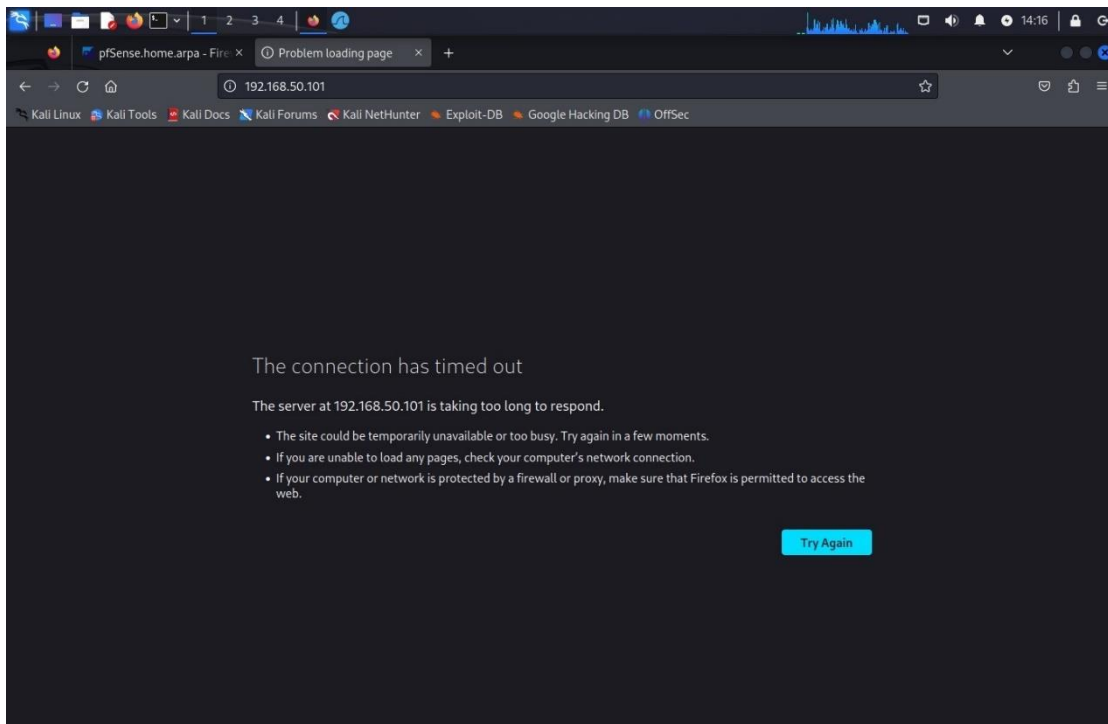 1 2 3 4 14:16
pfSense.home.arpa - Fire Problem loading page
192.168.50.101
Kali Linux Kali Tools Kali Docs Kali Forums Kali NetHunter Exploit-DB Google Hacking DB OffSec
The connection has timed out
The server at 192.168.50.101 is taking too long to respond.
The site could be temporarily unavailable or too busy. Try again in a few moments.
If you are unable to load any pages, check your computer's network connection.
If your computer or network is protected by a firewall or proxy, make sure that Firefox is permitted to access the
web.
Try Again